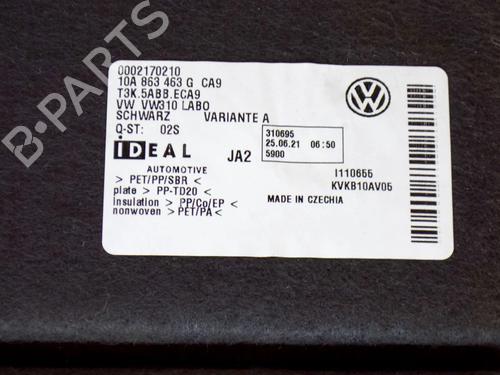 0002170210
10A 863 463 G CA9
T3K.5ABB.ECA9
VW VW310 LABO
SCHWARZ VARIANTE A
Q-ST: 02S
310695
25.06.21 06:50
5900
IDEAL
AUTOMOTIVE
JA2
I110655
KVKB10AV05
> PET/PP/SBR <
plate > PP-TD20 <
insulation > PP/Co/EP <
nonwoven > PET/PA <
MADE IN CZECHIA
B-PARTS